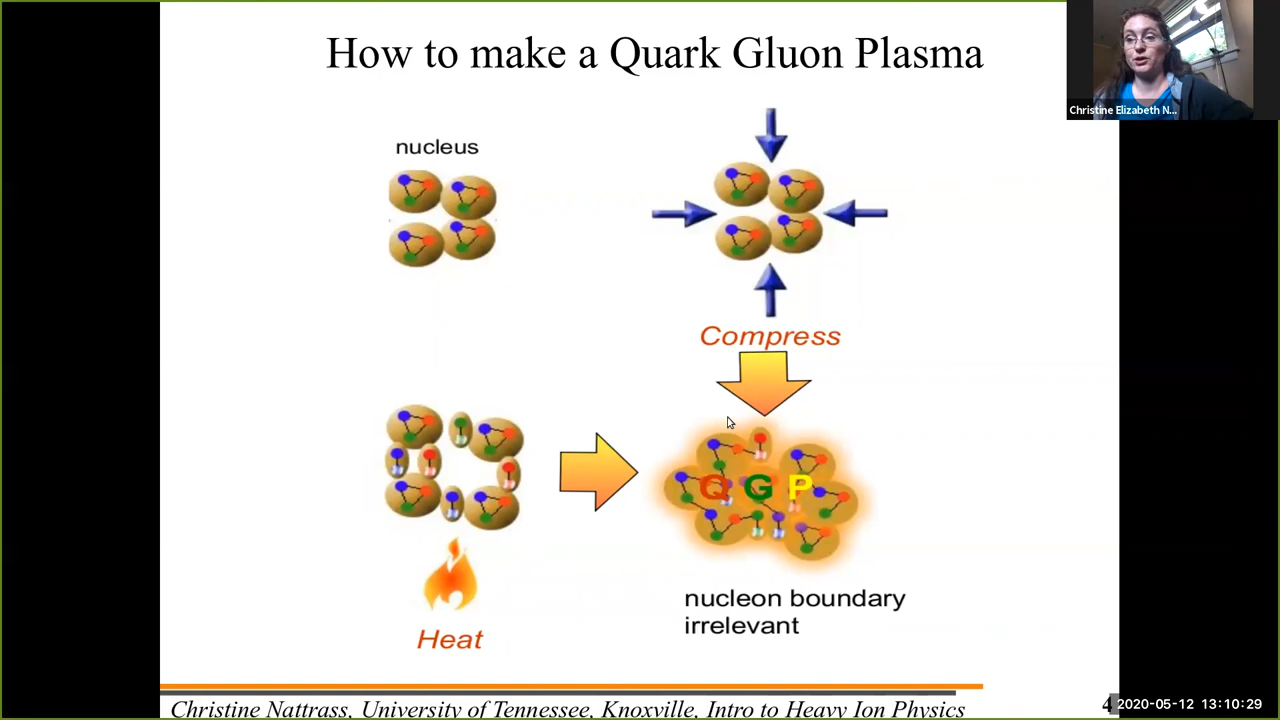 How to make a Quark Gluon Plasma
Christine Elizabeth N...
nucleus
Compress
Q G P
nucleon boundary
irrelevant
Heat
Christine Nattrass, University of Tennessee, Knoxville, Intro to Heavy Ion Physics
4
2020-05-12 13:10:29